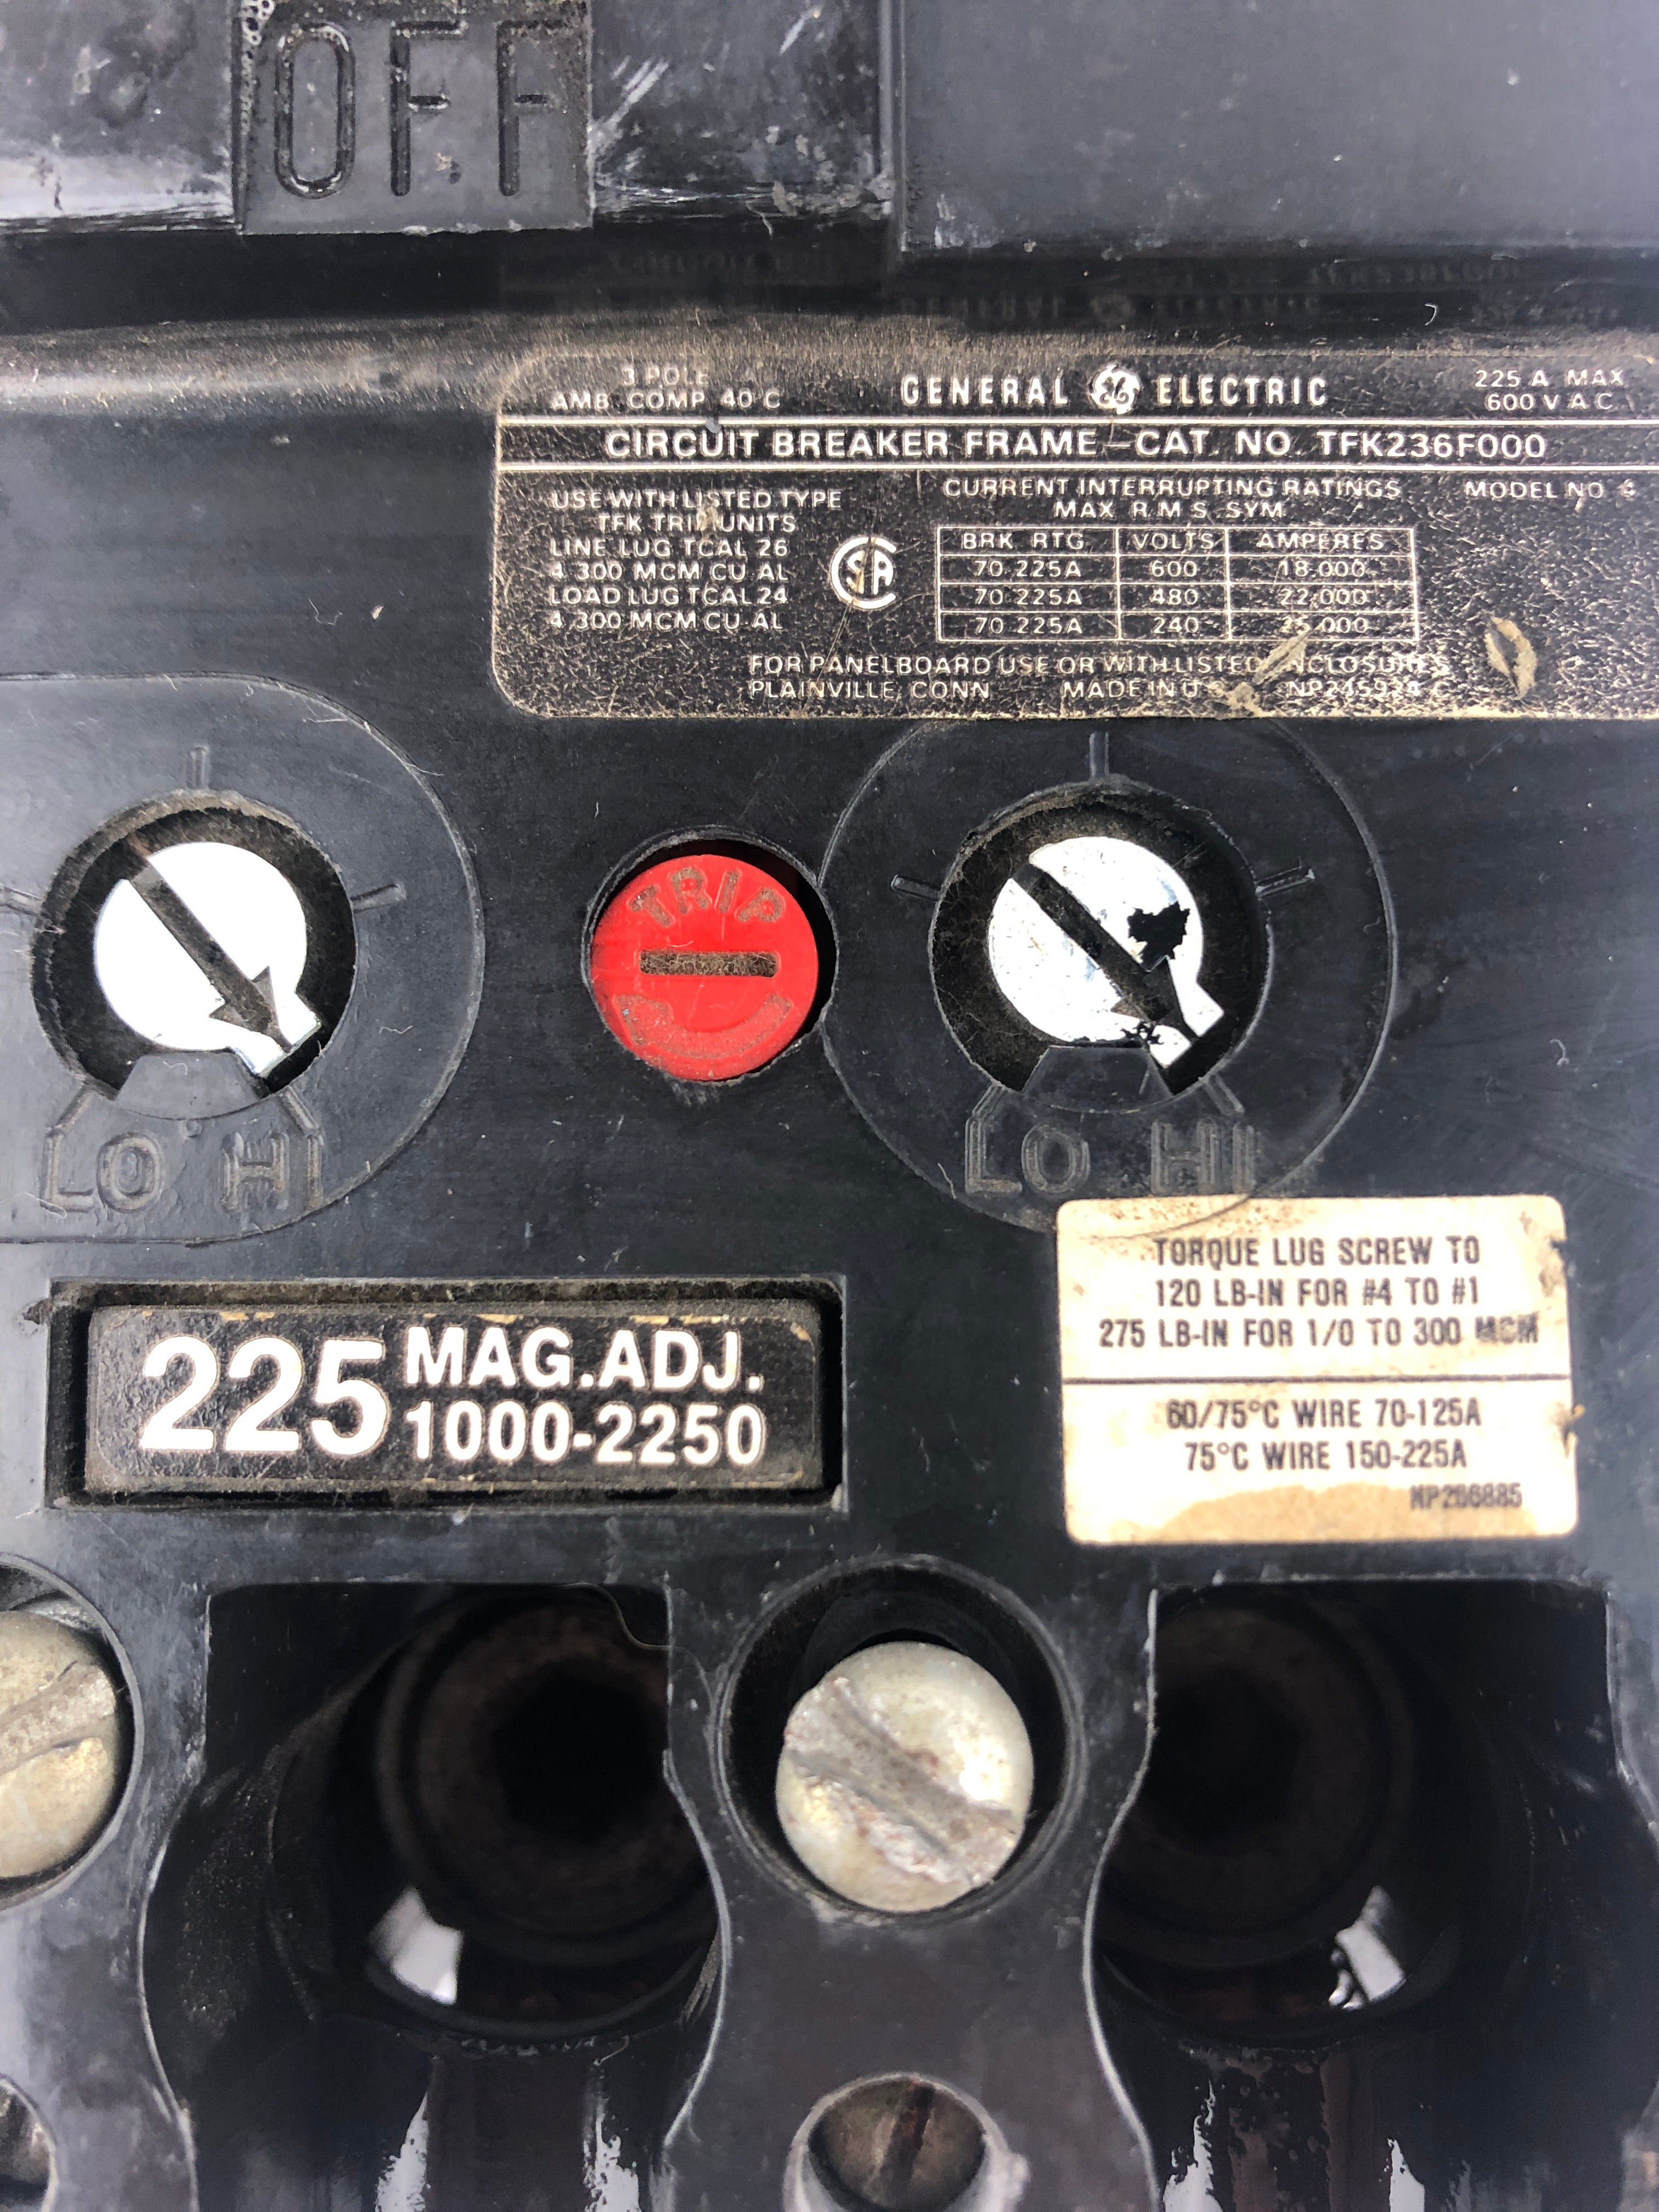 OFF
3 POLE
AMB. COMP. 40 C
GENERAL GE ELECTRIC
225 A MAX
600 V A C
CIRCUIT BREAKER FRAME-CAT. NO. TFK236F000
USE WITH LISTED TYPE
TFK TRIP UNITS
LINE LUG TCAL 26
4 300 MCM CU AL
LOAD LUG TCAL 24
4 300 MCM CU-AL
CSA
CURRENT INTERRUPTING RATINGS
MAX R M S SYM
BRK RTG VOLTS AMPERES
70 225A 600 18,000
70 225A 480 22,000
70 225A 240 25,000
MODEL NO 4
FOR PANELBOARD USE OR WITH LISTED ENCLOSURES
PLAINVILLE, CONN MADE IN U S
TRIP
LO HI
LO HI
225 MAG.ADJ.
1000-2250
TORQUE LUG SCREW TO
120 LB-IN FOR #4 TO #1
275 LB-IN FOR 1/0 TO 300 MCM
60/75°C WIRE 70-125A
75°C WIRE 150-225A
NP266885